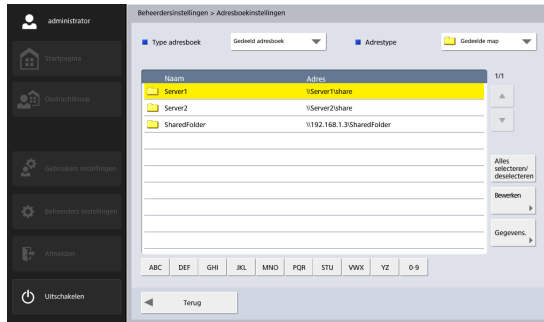 administrator
Startpagina
Opdrachtknop
Gebruikers instellingen
Beheerders instellingen
Afmelden
Uitschakelen
Beheerdersinstellingen > Adresboekinstellingen
Type adresboek
Gedeeld adresboek
Adrestype
Gedeelde map
Naam Adres
Server1 \\Server1\share
Server2 \\Server2\share
SharedFolder \\192.168.1.3\SharedFolder
1/1
Alles
selecteren/
deselecteren
Bewerken
Gegevens.
ABC DEF GHI JKL MNO PQR STU VWX YZ 0-9
Terug